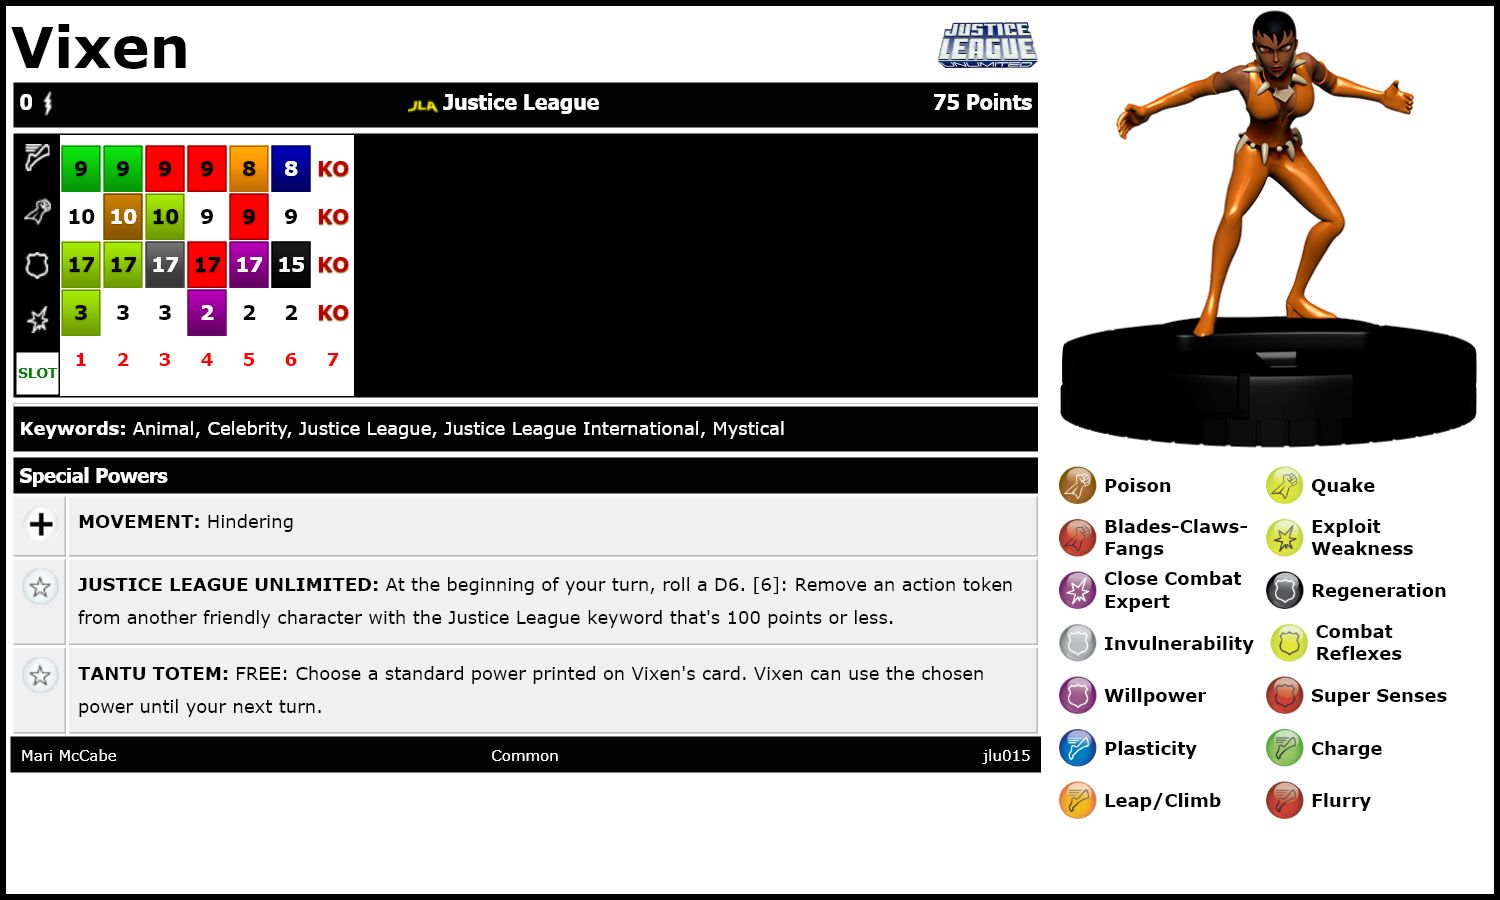 Vixen
JUSTICE
LEAGUE
UNLIMITED
0 JLA Justice League 75 Points
9 9 9 9 8 8 KO
10 10 10 9 9 9 KO
17 17 17 17 17 15 KO
3 3 3 2 2 2 KO
SLOT 1 2 3 4 5 6 7
Keywords: Animal, Celebrity, Justice League, Justice League International, Mystical
Special Powers
MOVEMENT: Hindering
JUSTICE LEAGUE UNLIMITED: At the beginning of your turn, roll a D6. [6]: Remove an action token
from another friendly character with the Justice League keyword that's 100 points or less.
TANTU TOTEM: FREE: Choose a standard power printed on Vixen's card. Vixen can use the chosen
power until your next turn.
Mari McCabe Common jlu015
Poison Quake
Blades-Claws-
Fangs
Exploit
Weakness
Close Combat
Expert
Regeneration
Invulnerability
Combat
Reflexes
Willpower Super Senses
Plasticity Charge
Leap/Climb Flurry